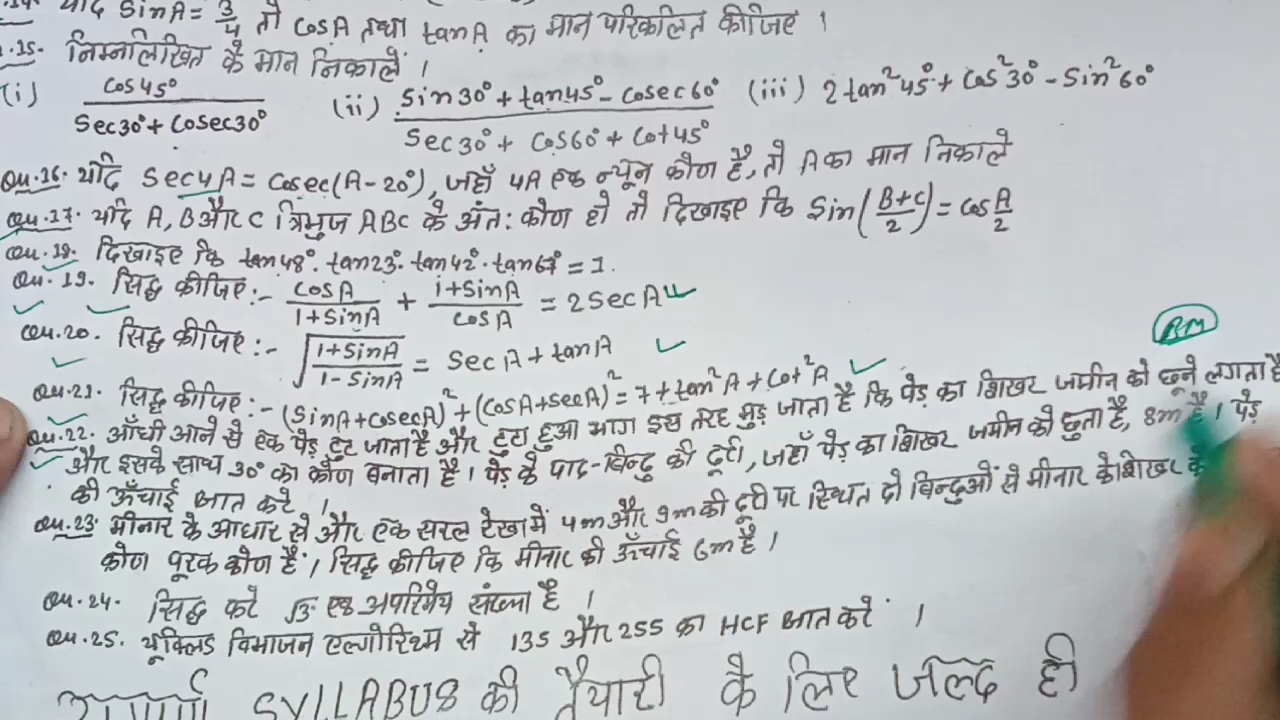 यदि SinA = 3/4 तो cosA तथा tanA का मान परिकलित कीजिए ।
.15. निम्नलिखित के मान निकालें ।
(i) cos45° / Sec30° + Cosec30° (ii) Sin30° + tan45° - cosec60° / Sec30° + Cos60° + Cot45° (iii) 2tan²45° + cos²30° - Sin²60°
Qu.16. यदि Sec4A = Cosec(A-20°), जहाँ 4A एक न्यून कोण है, तो A का मान निकाले
Qu.17. यदि A, B और C त्रिभुज ABC के अंत: कोण हो तो दिखाइए कि Sin(B+C/2) = cos A/2
Qu.18. दिखाइए कि tan48°. tan23°. tan42°. tan67° = 1.
Qu.19. सिद्ध कीजिए:- cosA / 1+SinA + 1+SinA / cosA = 2SecA
Qu.20. सिद्ध कीजिए:- √1+SinA / 1-SinA = SecA + tanA
Qu.21. सिद्ध कीजिए:- (SinA+cosecA)² + (cosA+secA)² = 7+tan²A+cot²A
RM
Qu.22. आँधी आने से एक पेड़ टुट जाता है और टुटा हुआ भाग इस तरह मुड़ जाता है कि पेड़ का शिखर जमीन को छूने लगता है
और इसके साथ 30° का कोण बनाता है। पेड़ के पाद-बिन्दु की दूरी, जहाँ पेड़ का शिखर जमीन को छुता है, 8m है। पेड़
की ऊँचाई ज्ञात करे ।
Qu.23. मीनार के आधार से और एक सरल रेखा में 4m और 9m की दूरी पर स्थित दो बिन्दुओं से मीनार के शिखर के
कोण पूरक कोण हैं। सिद्ध कीजिए कि मीनार की ऊँचाई 6m है।
Qu.24. सिद्ध करे √3 एक अपरिमेय संख्या है ।
Qu.25. यूक्लिड विभाजन एल्गोरिथ्म से 135 और 255 का HCF ज्ञात करे ।
सम्पूर्ण SYLLABUS की तैयारी के लिए जल्द ही